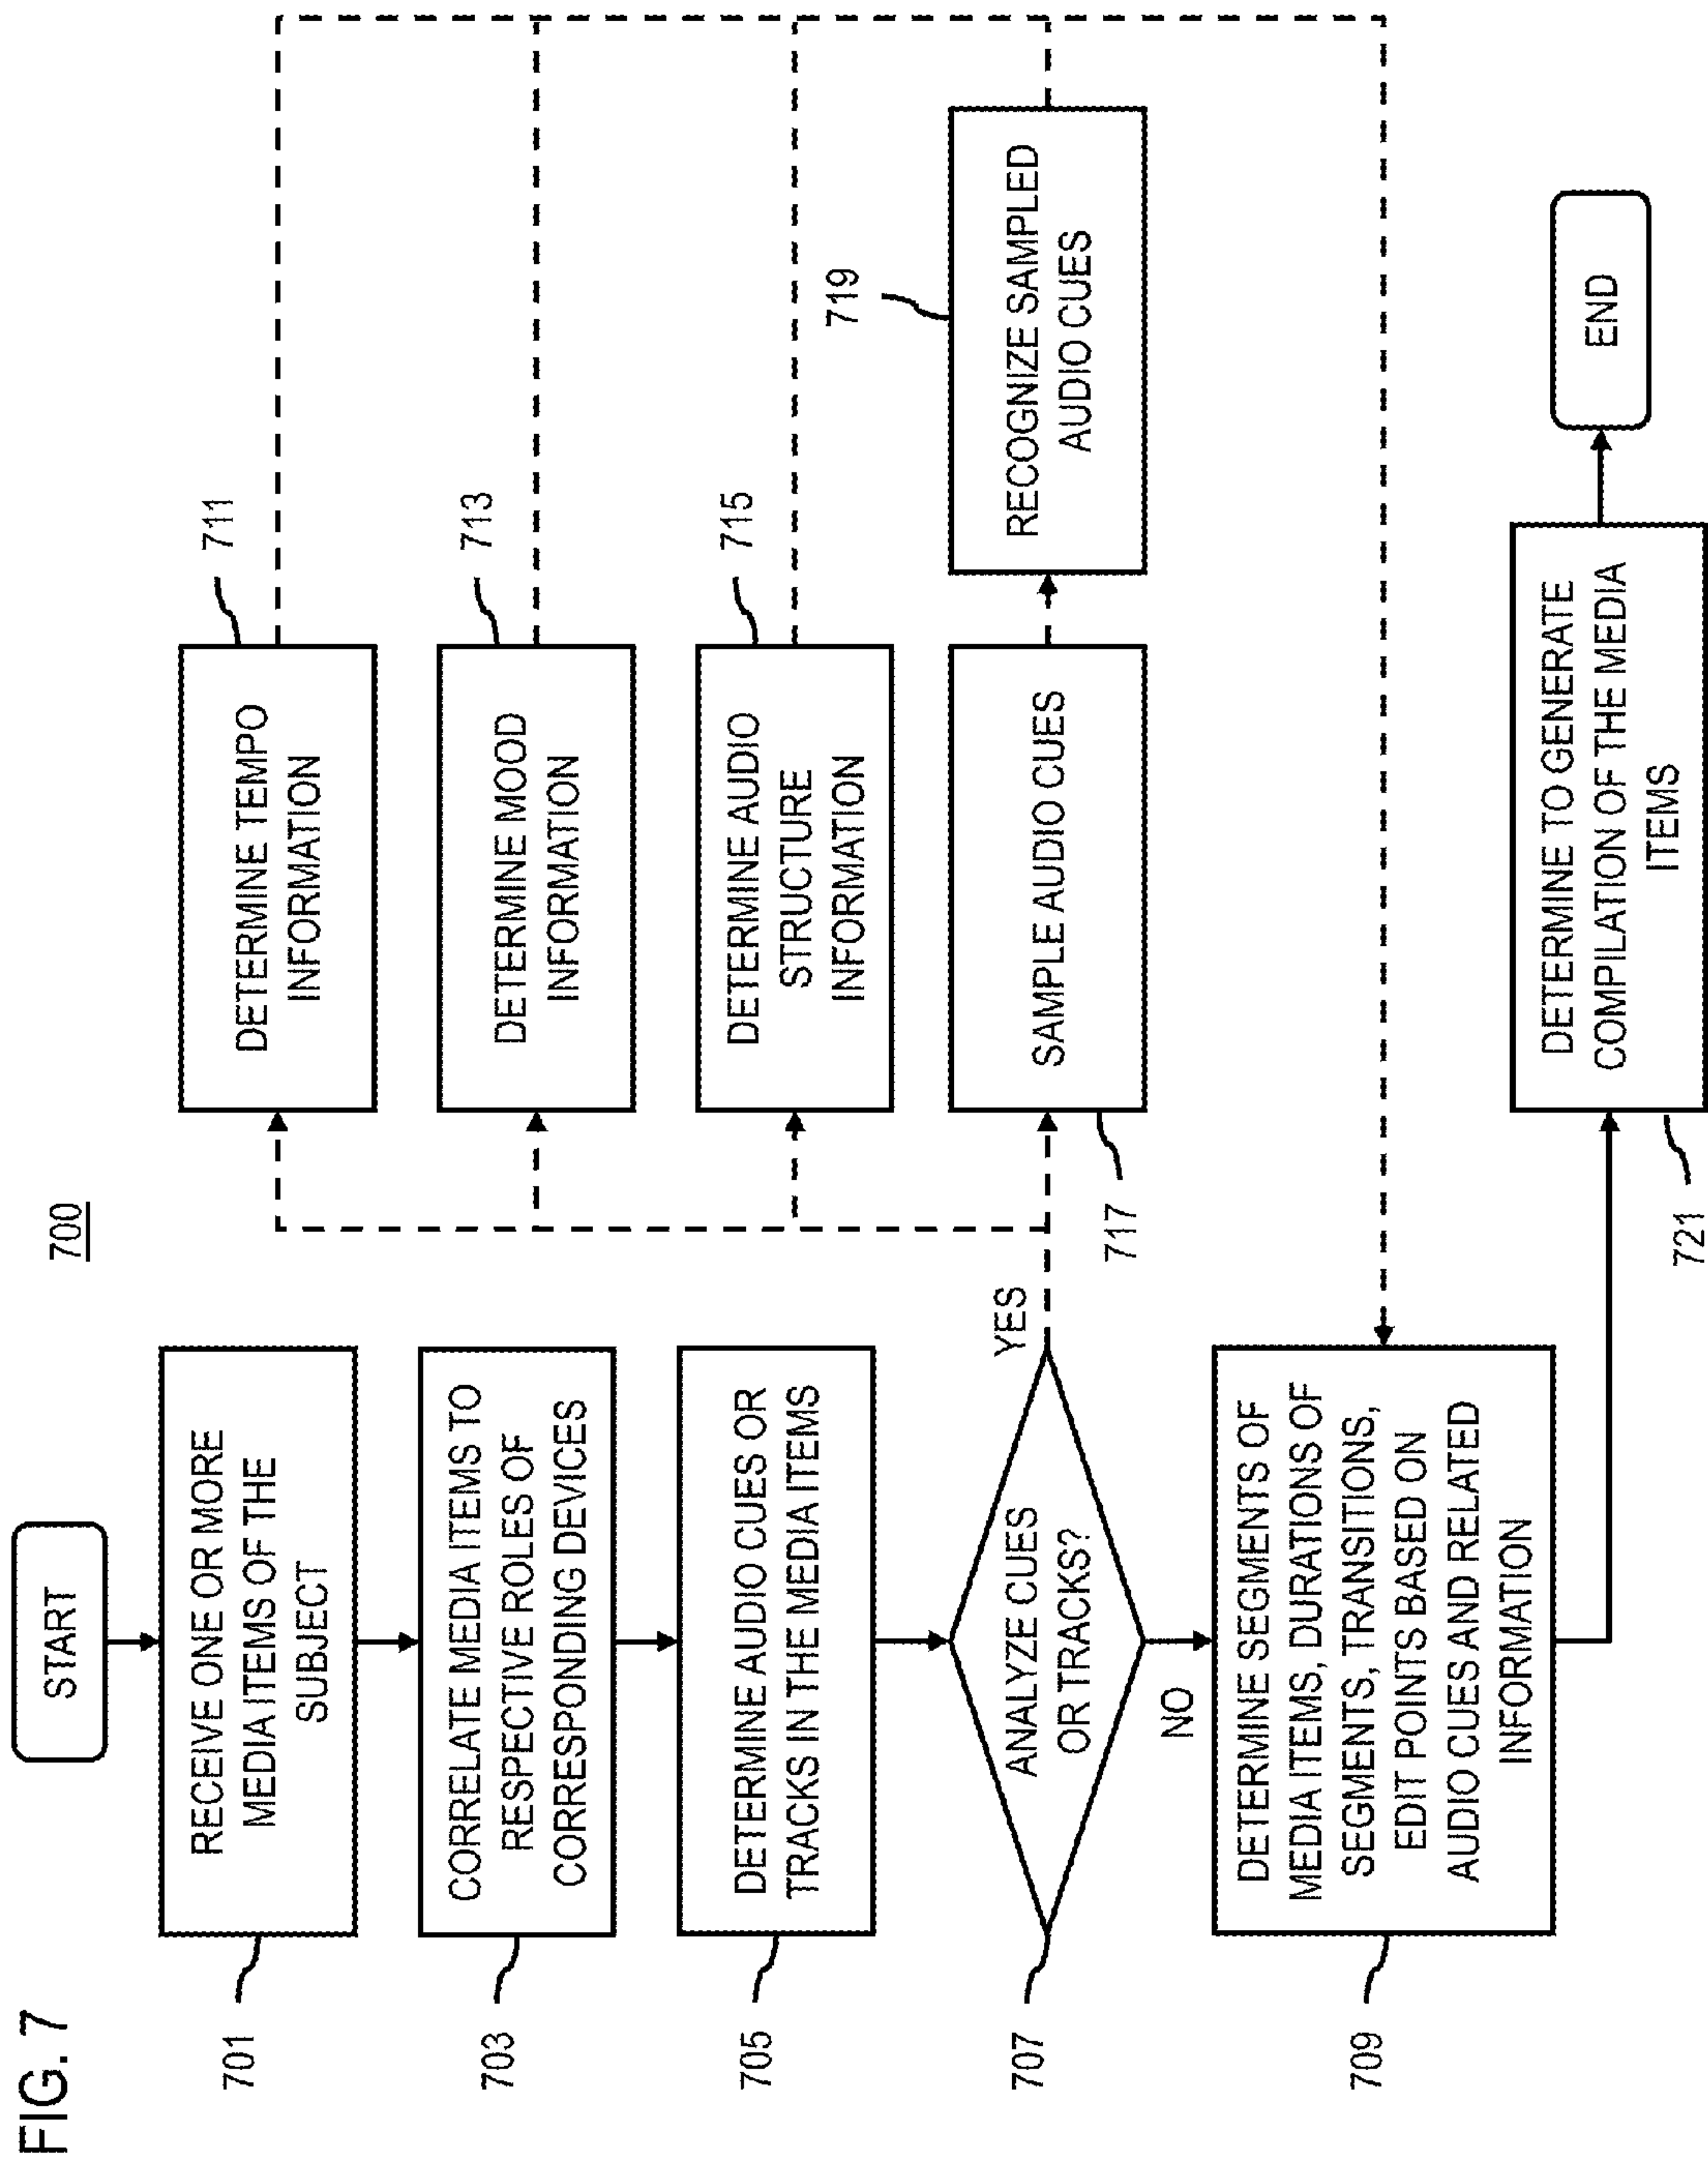 FIG. 7
700
START
701
RECEIVE ONE OR MORE
MEDIA ITEMS OF THE
SUBJECT
703
CORRELATE MEDIA ITEMS TO
RESPECTIVE ROLES OF
CORRESPONDING DEVICES
705
DETERMINE AUDIO CUES OR
TRACKS IN THE MEDIA ITEMS
707
ANALYZE CUES
OR TRACKS?
YES
NO
709
DETERMINE SEGMENTS OF
MEDIA ITEMS, DURATIONS OF
SEGMENTS, TRANSITIONS,
EDIT POINTS BASED ON
AUDIO CUES AND RELATED
INFORMATION
711
DETERMINE TEMPO
INFORMATION
713
DETERMINE MOOD
INFORMATION
715
DETERMINE AUDIO
STRUCTURE
INFORMATION
717
SAMPLE AUDIO CUES
719
RECOGNIZE SAMPLED
AUDIO CUES
721
DETERMINE TO GENERATE
COMPILATION OF THE MEDIA
ITEMS
END